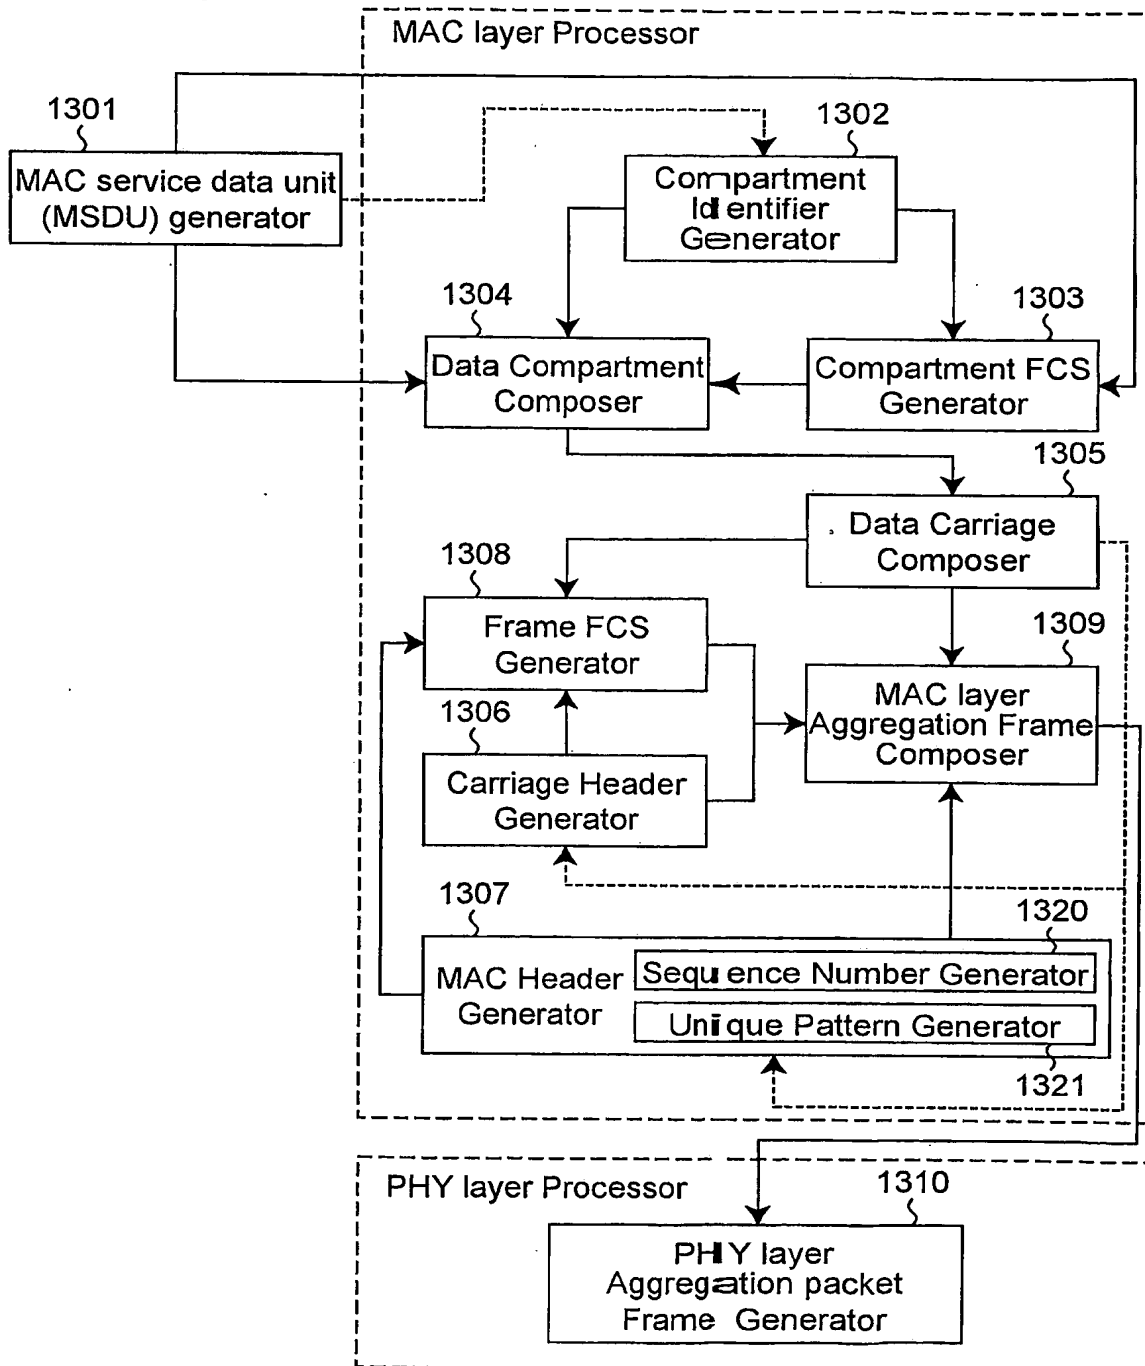 MAC layer Processor
1301
MAC service data unit
(MSDU) generator
1302
Compartment
Identifier
Generator
1304
Data Compartment
Composer
1303
Compartment FCS
Generator
1305
Data Carriage
Composer
1308
Frame FCS
Generator
1309
MAC layer
Aggregation Frame
Composer
1306
Carriage Header
Generator
1307
MAC Header
Generator
1320
Sequence Number Generator
Unique Pattern Generator
1321
PHY layer Processor
1310
PHY layer
Aggregation packet
Frame Generator